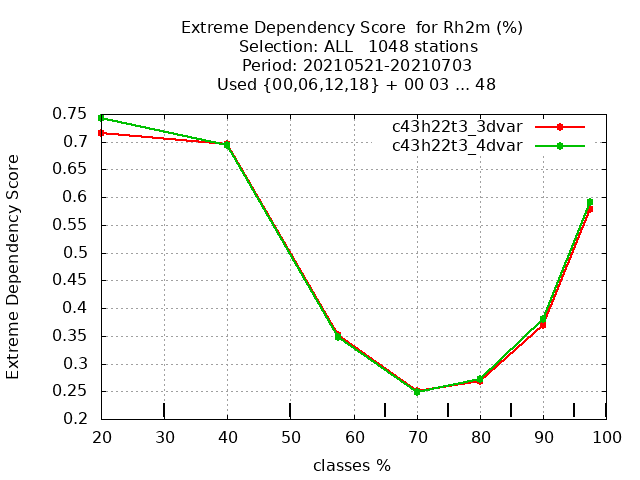 Extreme Dependency Score  for Rh2m (%)
Selection: ALL   1048 stations
Period: 20210521-20210703
Used {00,06,12,18} + 00 03 ... 48
c43h22t3_3dvar
c43h22t3_4dvar
Extreme Dependency Score
0.75
0.7
0.65
0.6
0.55
0.5
0.45
0.4
0.35
0.3
0.25
0.2
20 30 40 50 60 70 80 90 100
classes %